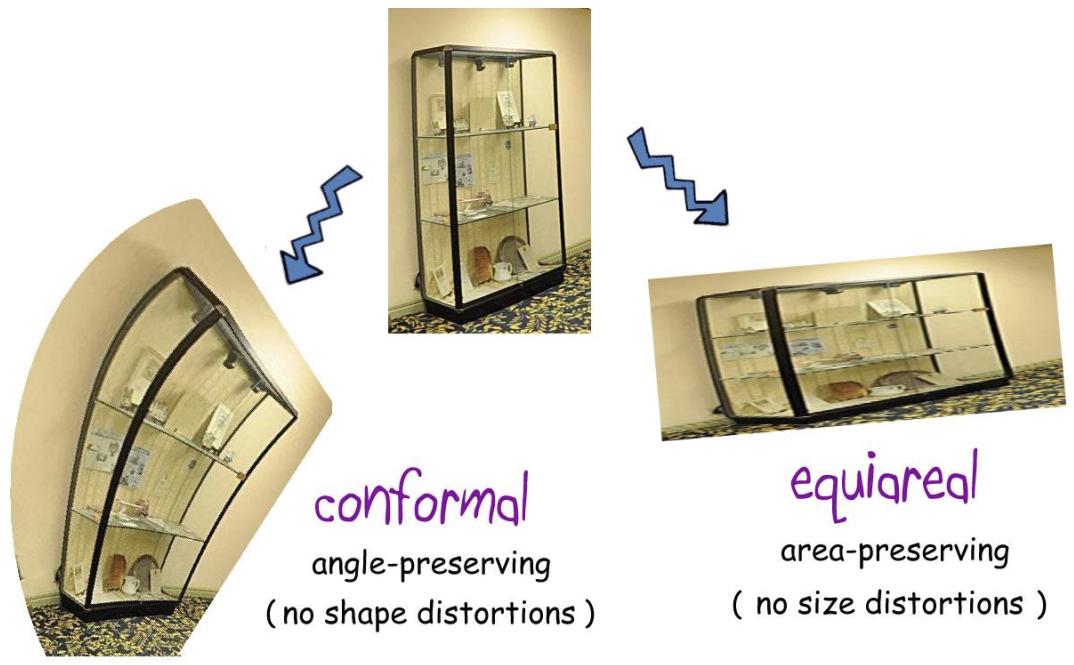 conformal
angle-preserving
( no shape distortions )
equiareal
area-preserving
( no size distortions )